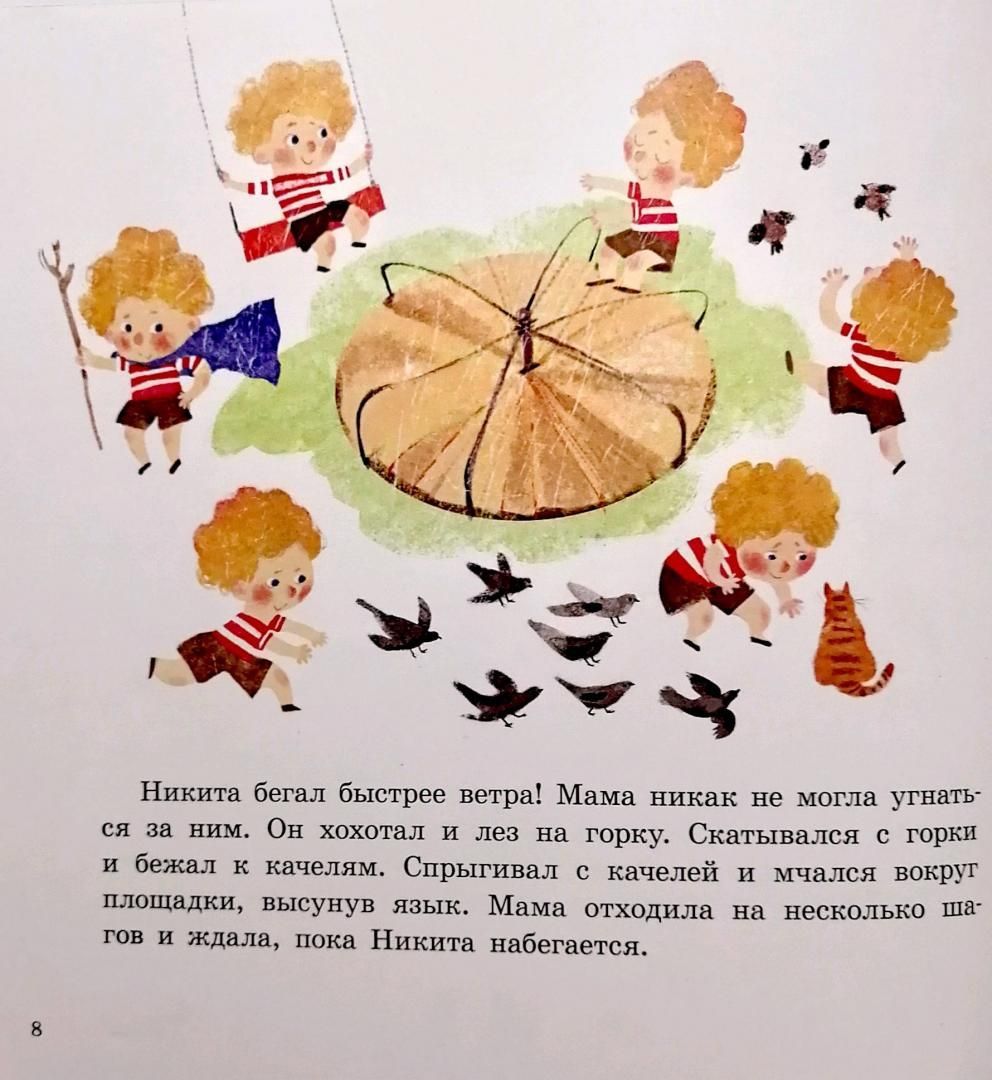 Никита бегал быстрее ветра! Мама никак не могла угнать-
ся за ним. Он хохотал и лез на горку. Скатывался с горки
и бежал к качелям. Спрыгивал с качелей и мчался вокруг
площадки, высунув язык. Мама отходила на несколько ша-
гов и ждала, пока Никита набегается.
8